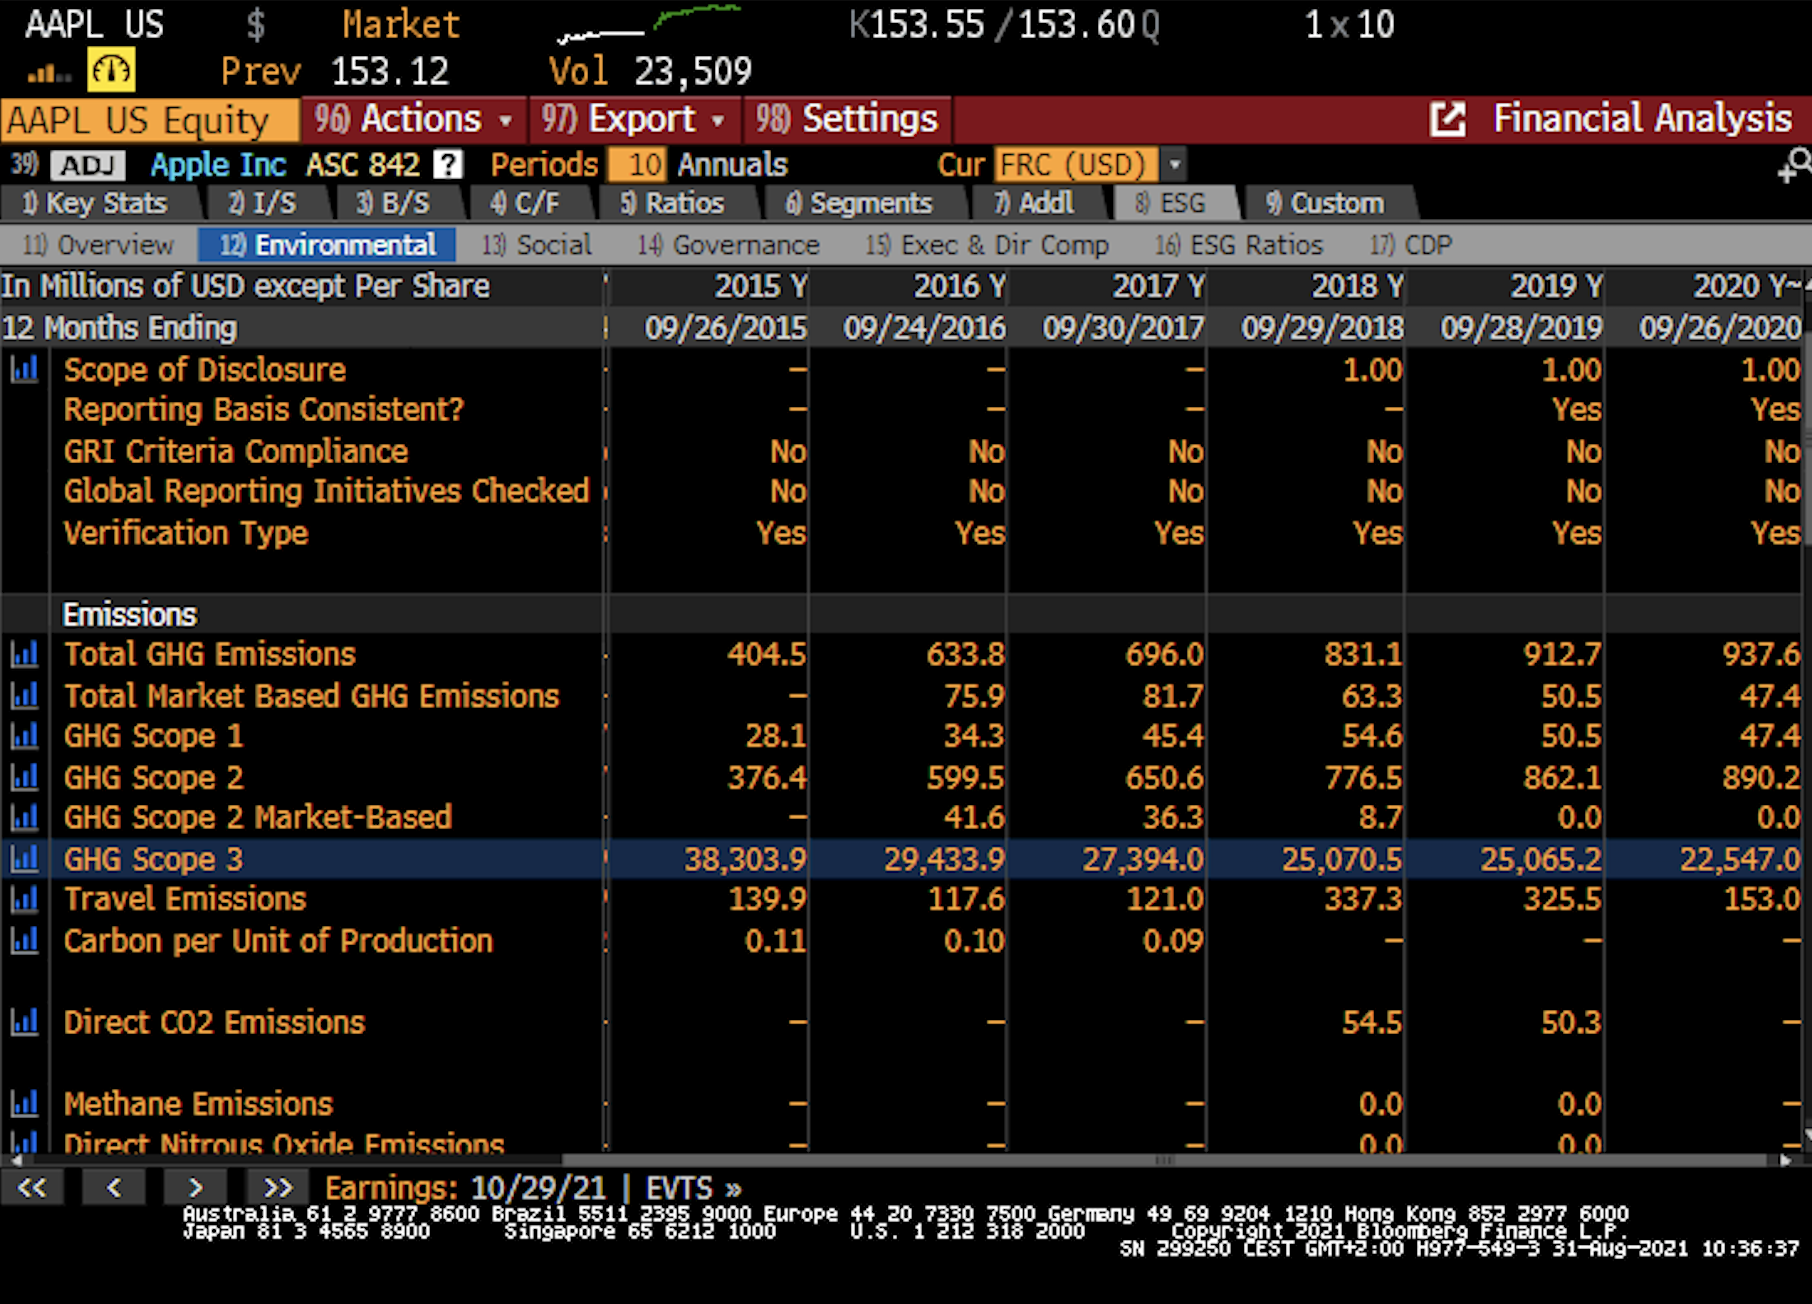 AAPL US $ Market K153.55 /153.60Q 1 x 10
Prev 153.12 Vol 23,509
AAPL US Equity 96) Actions 97) Export 98) Settings Financial Analysis
39) ADJ Apple Inc ASC 842 ? Periods 10 Annuals Cur FRC (USD)
1) Key Stats 2) I/S 3) B/S 4) C/F 5) Ratios 6) Segments 7) Addl 8) ESG 9) Custom
11) Overview 12) Environmental 13) Social 14) Governance 15) Exec & Dir Comp 16) ESG Ratios 17) CDP
In Millions of USD except Per Share 2015 Y 2016 Y 2017 Y 2018 Y 2019 Y 2020 Y~
12 Months Ending 09/26/2015 09/24/2016 09/30/2017 09/29/2018 09/28/2019 09/26/2020
Scope of Disclosure – – – 1.00 1.00 1.00
Reporting Basis Consistent? – – – – Yes Yes
GRI Criteria Compliance No No No No No No
Global Reporting Initiatives Checked No No No No No No
Verification Type Yes Yes Yes Yes Yes Yes
Emissions
Total GHG Emissions 404.5 633.8 696.0 831.1 912.7 937.6
Total Market Based GHG Emissions – 75.9 81.7 63.3 50.5 47.4
GHG Scope 1 28.1 34.3 45.4 54.6 50.5 47.4
GHG Scope 2 376.4 599.5 650.6 776.5 862.1 890.2
GHG Scope 2 Market-Based – 41.6 36.3 8.7 0.0 0.0
GHG Scope 3 38,303.9 29,433.9 27,394.0 25,070.5 25,065.2 22,547.0
Travel Emissions 139.9 117.6 121.0 337.3 325.5 153.0
Carbon per Unit of Production 0.11 0.10 0.09 – – –
Direct CO2 Emissions – – – 54.5 50.3 –
Methane Emissions – – – 0.0 0.0 –
Direct Nitrous Oxide Emissions – – – 0.0 0.0 –
<< < > >> Earnings: 10/29/21 | EVTS »
Australia 61 2 9777 8600 Brazil 5511 2395 9000 Europe 44 20 7330 7500 Germany 49 69 9204 1210 Hong Kong 852 2977 6000
Japan 81 3 4565 8900 Singapore 65 6212 1000 U.S. 1 212 318 2000 Copyright 2021 Bloomberg Finance L.P.
SN 299250 CEST GMT+2:00 H977-549-3 31-Aug-2021 10:36:37